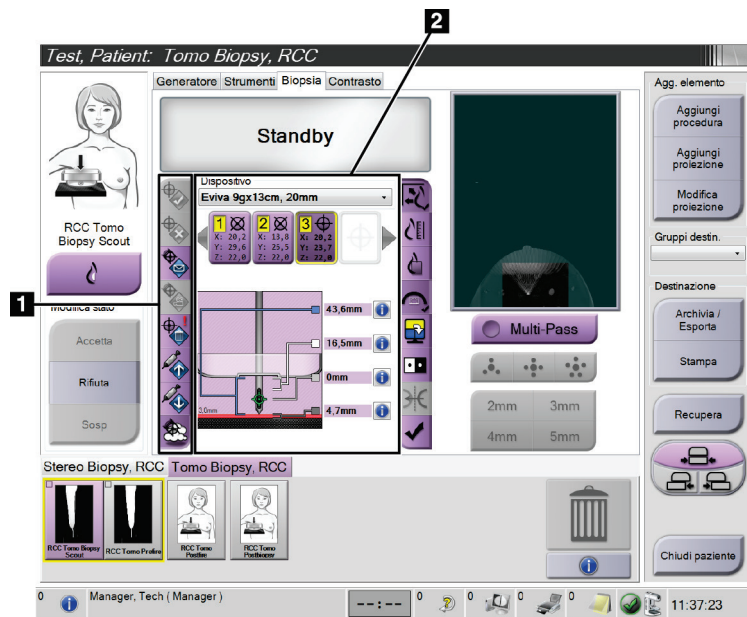 2
Test, Patient: Tomo Biopsy, RCC
Generatore Strumenti Biopsia Contrasto
Standby
RCC Tomo
Biopsy Scout
1
Modifica stato
Accetta
Rifiuta
Sosp
Dispositivo
Eviva 9gx13cm, 20mm
1
X: 20,2
Y: 29,6
Z: 22,0
2
X: 13,8
Y: 25,5
Z: 22,0
3
X: 20,2
Y: 23,7
Z: 22,0
43,6mm
16,5mm
0mm
4,7mm
3,0mm
Multi-Pass
2mm 3mm
4mm 5mm
Agg. elemento
Aggiungi
procedura
Aggiungi
proiezione
Modifica
proiezione
Gruppi destin.
Destinazione
Archivia /
Esporta
Stampa
Recupera
Chiudi paziente
Stereo Biopsy, RCC Tomo Biopsy, RCC
RCC Tomo Biopsy
Scout
RCC Tomo Prefire
RCC Tomo
Postfire
RCC Tomo
Postbiopsy
0 Manager, Tech ( Manager ) --:-- 0 0 0 0 11:37:23